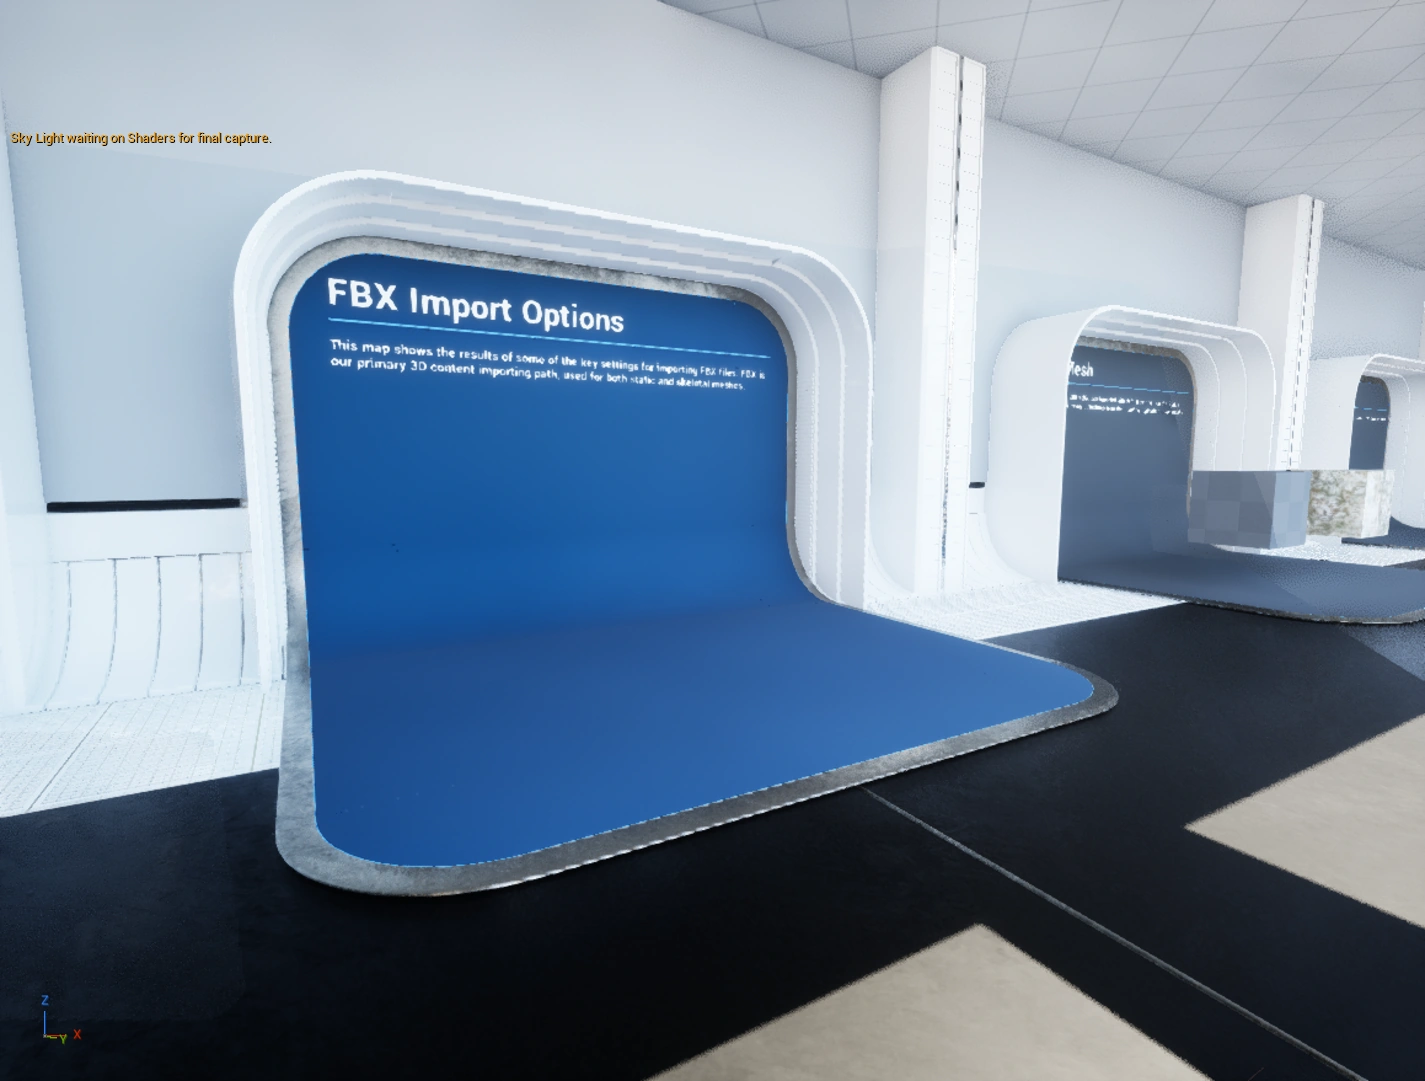 Sky Light waiting on Shaders for final capture.
FBX Import Options
This map shows the results of some of the key settings for importing FBX files. FBX is
our primary 3D content importing path, used for both static and skeletal meshes.
Mesh
Z
Y
X